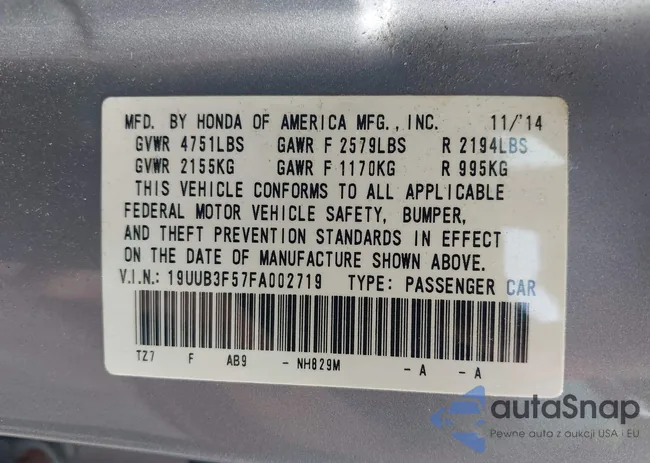 MFD. BY HONDA OF AMERICA MFG., INC. 11/'14
GVWR 4751LBS GAWR F 2579LBS R 2194LBS
GVWR 2155KG GAWR F 1170KG R 995KG
THIS VEHICLE CONFORMS TO ALL APPLICABLE
FEDERAL MOTOR VEHICLE SAFETY, BUMPER,
AND THEFT PREVENTION STANDARDS IN EFFECT
ON THE DATE OF MANUFACTURE SHOWN ABOVE.
V.I.N.: 19UUB3F57FA002719 TYPE: PASSENGER CAR
TZ7 F AB9 - NH829M - A - A
autaSnap
Pewne auta z aukcji USA i EU